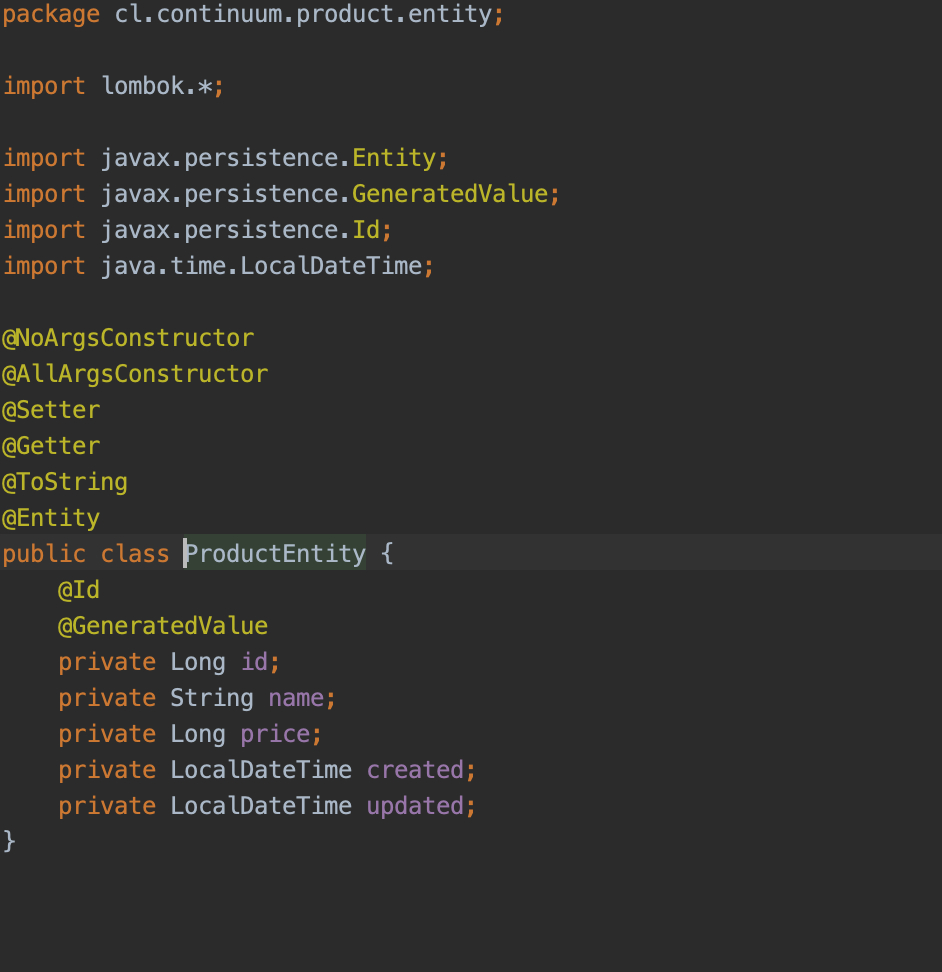 package cl.continuum.product.entity;
import lombok.*;
import javax.persistence.Entity;
import javax.persistence.GeneratedValue;
import javax.persistence.Id;
import java.time.LocalDateTime;
@NoArgsConstructor
@AllArgsConstructor
@Setter
@Getter
@ToString
@Entity
public class ProductEntity {
    @Id
    @GeneratedValue
    private Long id;
    private String name;
    private Long price;
    private LocalDateTime created;
    private LocalDateTime updated;
}